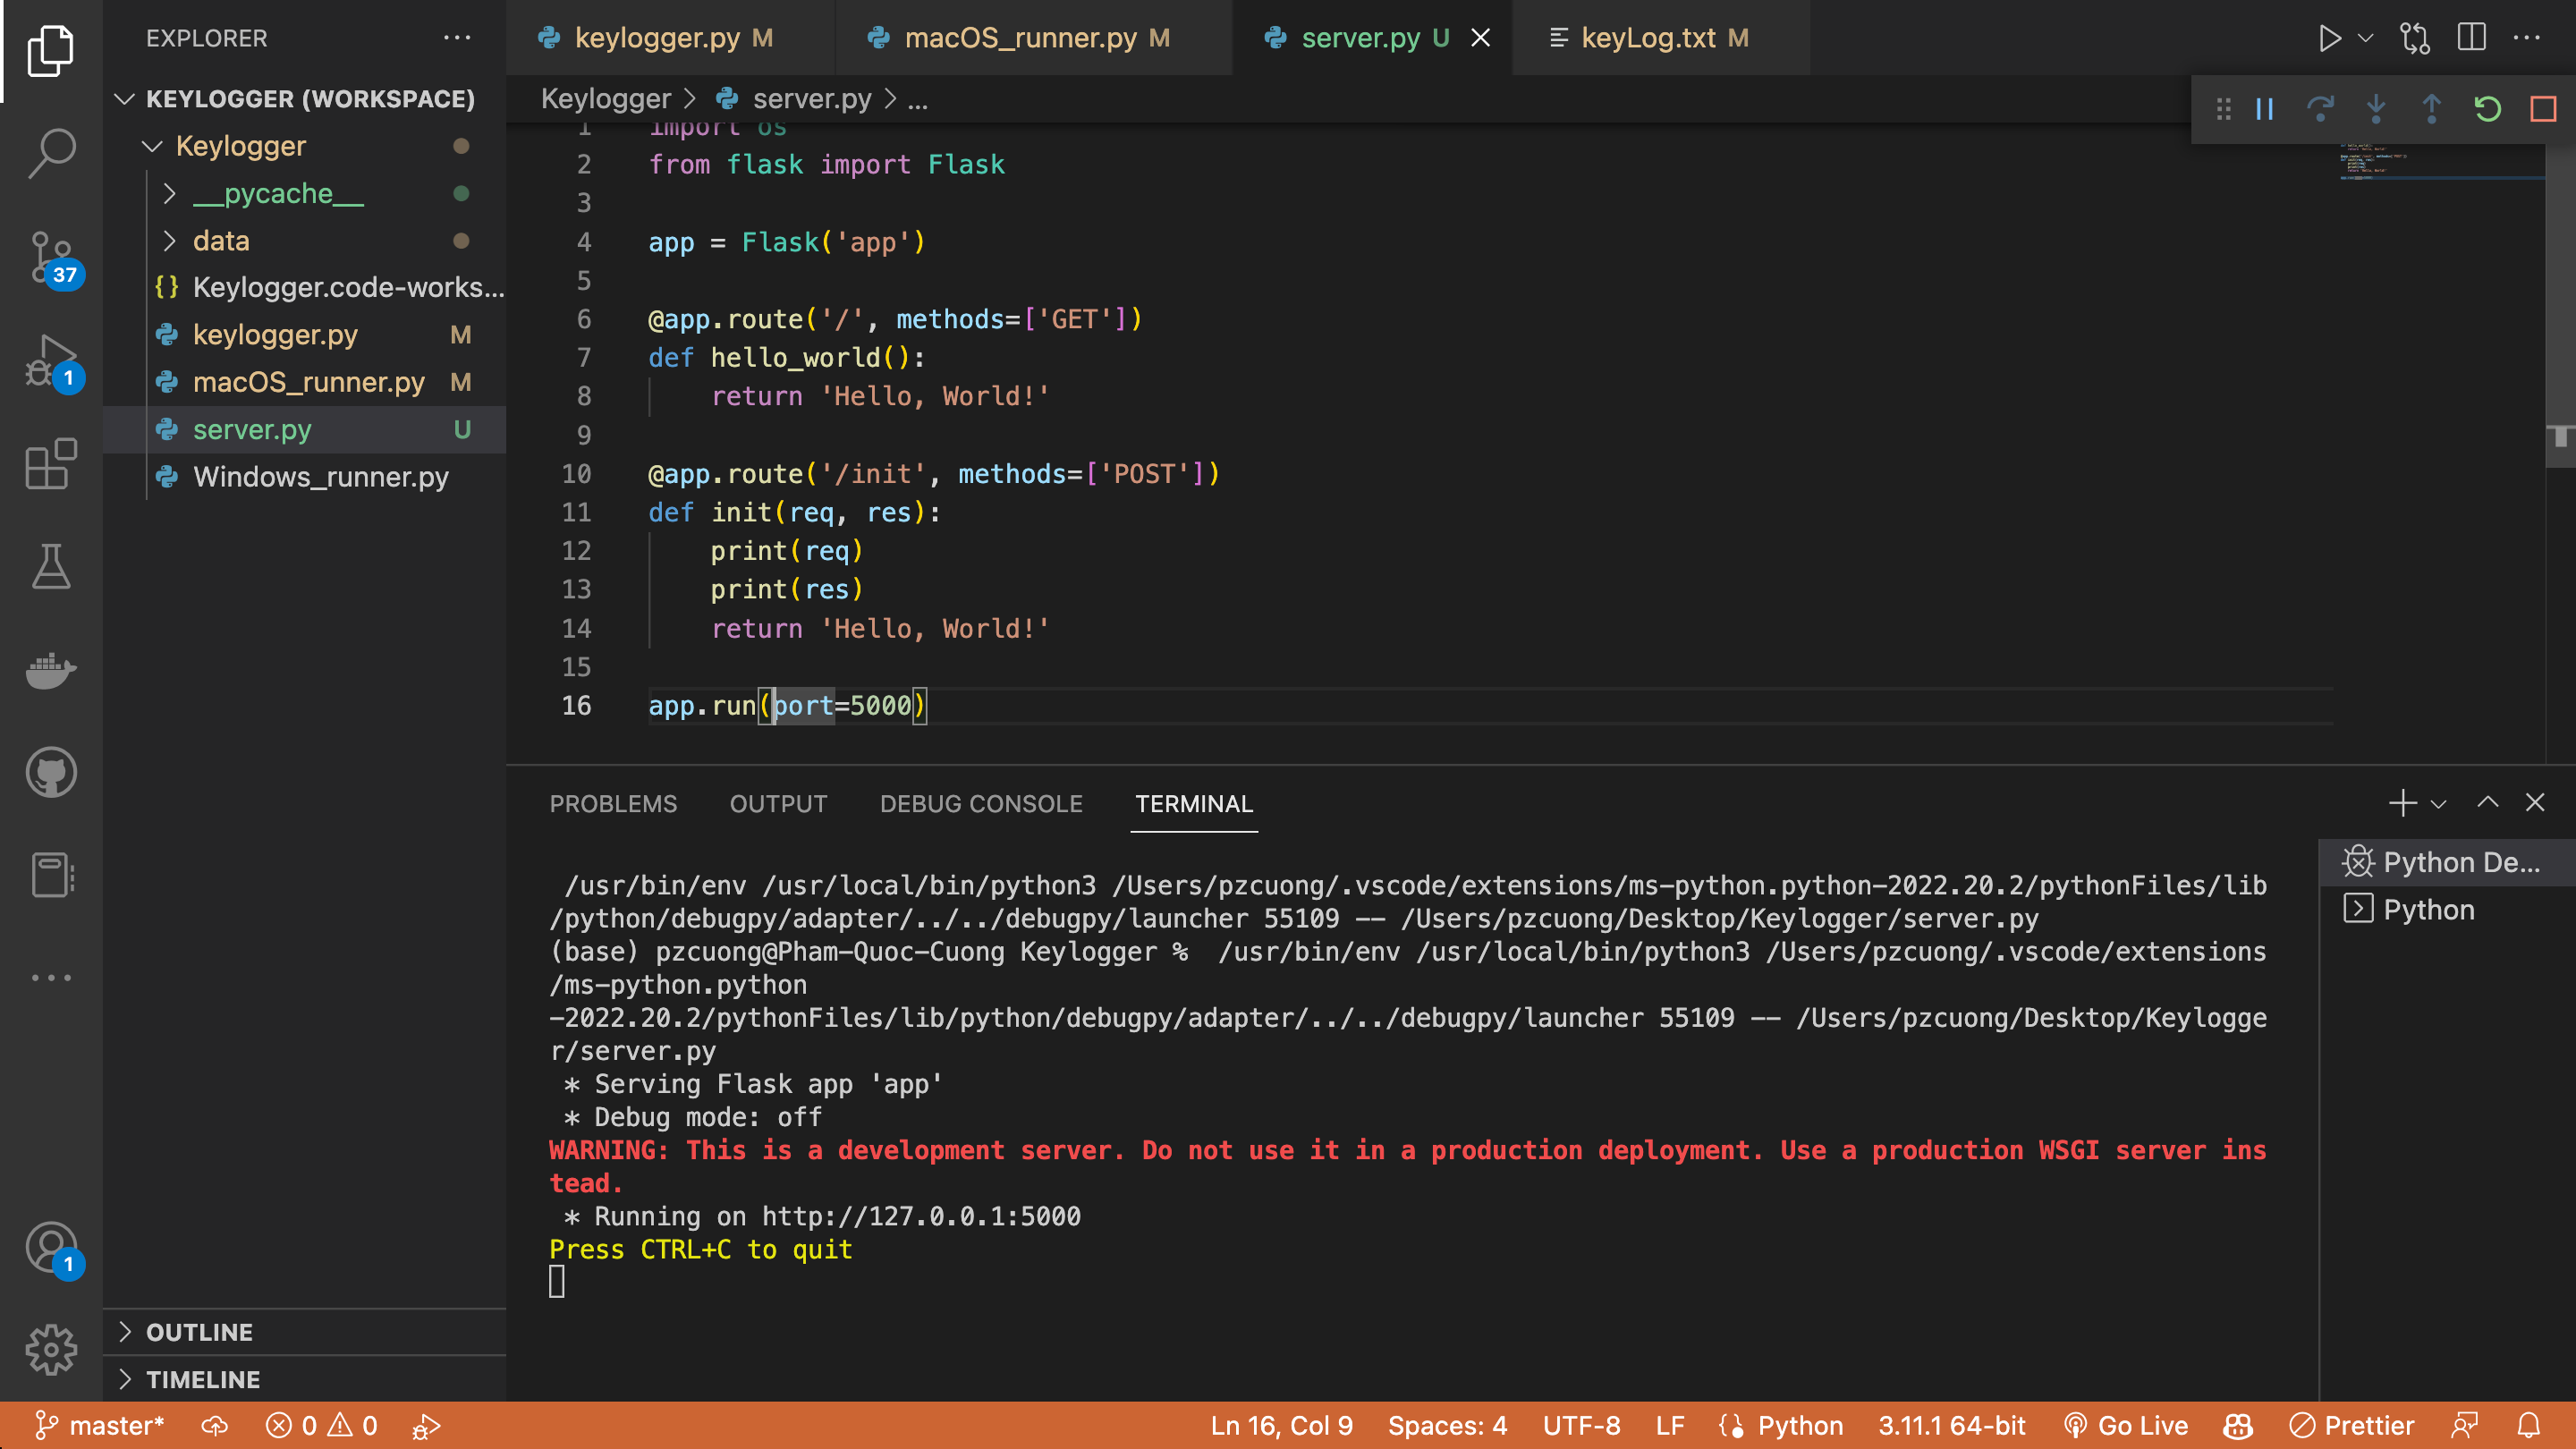 EXPLORER
keylogger.py M
macOS_runner.py M
server.py U
keyLog.txt M
KEYLOGGER (WORKSPACE)
Keylogger
__pycache__
data
Keylogger.code-works...
keylogger.py M
macOS_runner.py M
server.py U
Windows_runner.py
37
1
1
Keylogger > server.py > ...
1 import os
2 from flask import Flask
3
4 app = Flask('app')
5
6 @app.route('/', methods=['GET'])
7 def hello_world():
8 return 'Hello, World!'
9
10 @app.route('/init', methods=['POST'])
11 def init(req, res):
12 print(req)
13 print(res)
14 return 'Hello, World!'
15
16 app.run(port=5000)
PROBLEMS OUTPUT DEBUG CONSOLE TERMINAL
/usr/bin/env /usr/local/bin/python3 /Users/pzcuong/.vscode/extensions/ms-python.python-2022.20.2/pythonFiles/lib
/python/debugpy/adapter/../../debugpy/launcher 55109 -- /Users/pzcuong/Desktop/Keylogger/server.py
(base) pzcuong@Pham-Quoc-Cuong Keylogger % /usr/bin/env /usr/local/bin/python3 /Users/pzcuong/.vscode/extensions
/ms-python.python
-2022.20.2/pythonFiles/lib/python/debugpy/adapter/../../debugpy/launcher 55109 -- /Users/pzcuong/Desktop/Keylogge
r/server.py
* Serving Flask app 'app'
* Debug mode: off
WARNING: This is a development server. Do not use it in a production deployment. Use a production WSGI server ins
tead.
* Running on http://127.0.0.1:5000
Press CTRL+C to quit
Python De...
Python
OUTLINE
TIMELINE
master* 0 0 Ln 16, Col 9 Spaces: 4 UTF-8 LF Python 3.11.1 64-bit Go Live Prettier